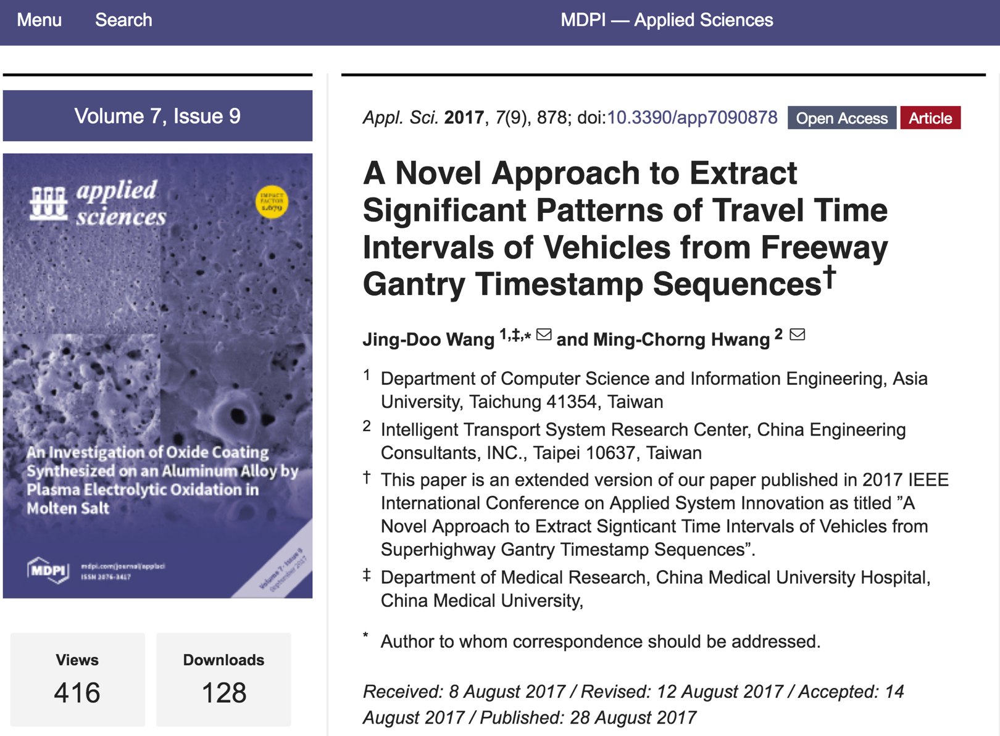 Menu Search MDPI — Applied Sciences
Volume 7, Issue 9
applied
sciences
IMPACT
FACTOR
1.679
An Investigation of Oxide Coating
Synthesized on an Aluminum Alloy by
Plasma Electrolytic Oxidation in
Molten Salt
MDPI
mdpi.com/journal/applsci
ISSN 2076-3417
Volume 7 · Issue 9
September 2017
Views
416
Downloads
128
Appl. Sci. 2017, 7(9), 878; doi:10.3390/app7090878 Open Access Article
A Novel Approach to Extract
Significant Patterns of Travel Time
Intervals of Vehicles from Freeway
Gantry Timestamp Sequences†
Jing-Doo Wang 1,‡,* and Ming-Chorng Hwang 2
1 Department of Computer Science and Information Engineering, Asia
University, Taichung 41354, Taiwan
2 Intelligent Transport System Research Center, China Engineering
Consultants, INC., Taipei 10637, Taiwan
† This paper is an extended version of our paper published in 2017 IEEE
International Conference on Applied System Innovation as titled ”A
Novel Approach to Extract Signticant Time Intervals of Vehicles from
Superhighway Gantry Timestamp Sequences”.
‡ Department of Medical Research, China Medical University Hospital,
China Medical University,
* Author to whom correspondence should be addressed.
Received: 8 August 2017 / Revised: 12 August 2017 / Accepted: 14
August 2017 / Published: 28 August 2017